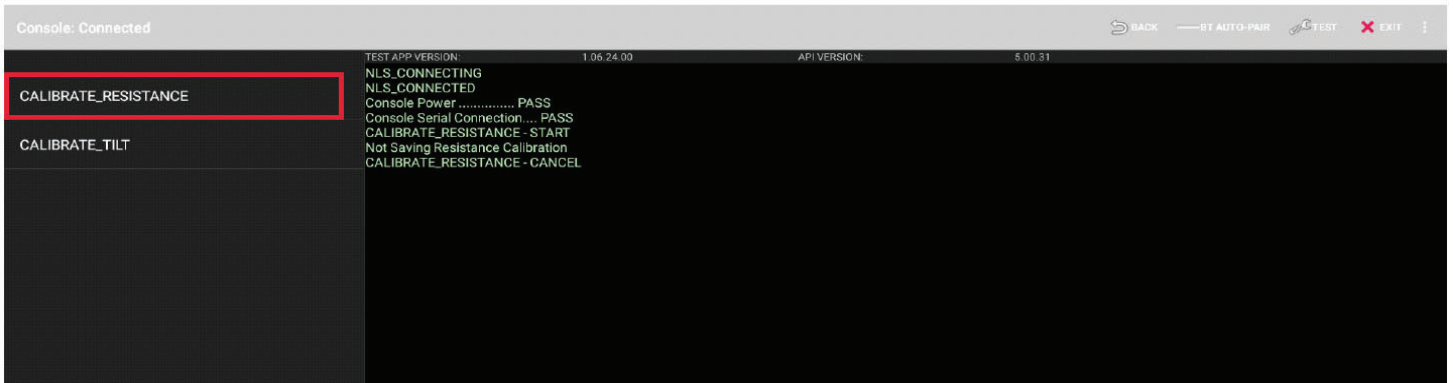 Console: Connected
BACK
BT AUTO-PAIR
TEST
EXIT
CALIBRATE_RESISTANCE
CALIBRATE_TILT
TEST APP VERSION: 1.06.24.00 API VERSION: 5.00.31
NLS_CONNECTING
NLS_CONNECTED
Console Power ............... PASS
Console Serial Connection.... PASS
CALIBRATE_RESISTANCE - START
Not Saving Resistance Calibration
CALIBRATE_RESISTANCE - CANCEL